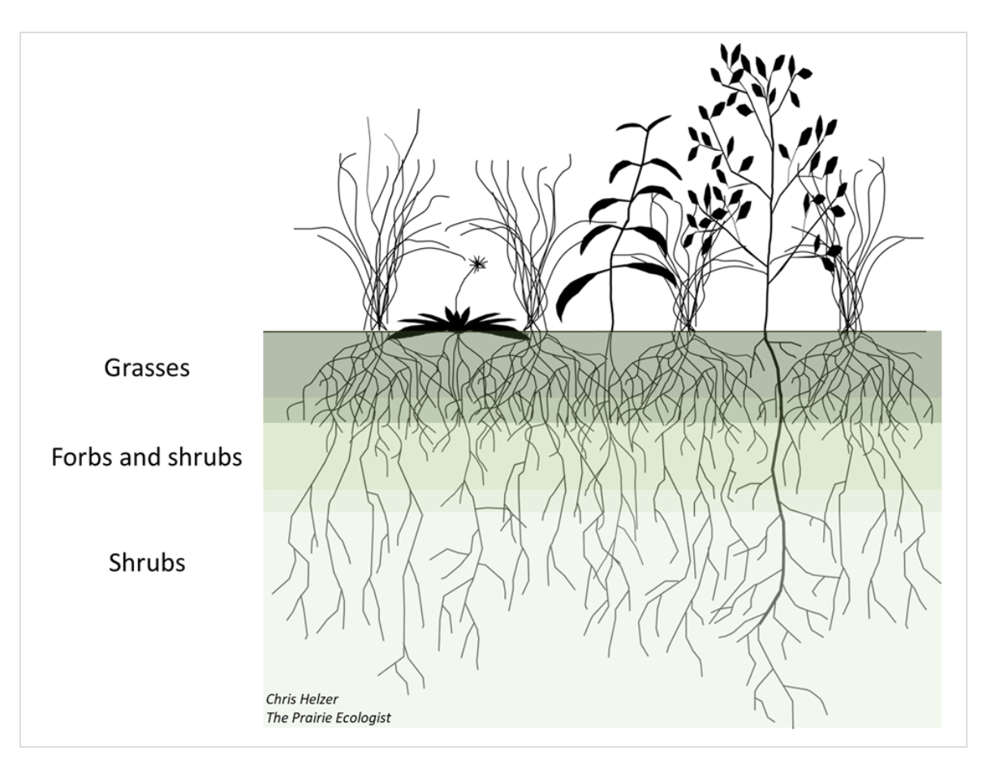 Grasses
Forbs and shrubs
Shrubs
Chris Helzer
The Prairie Ecologist